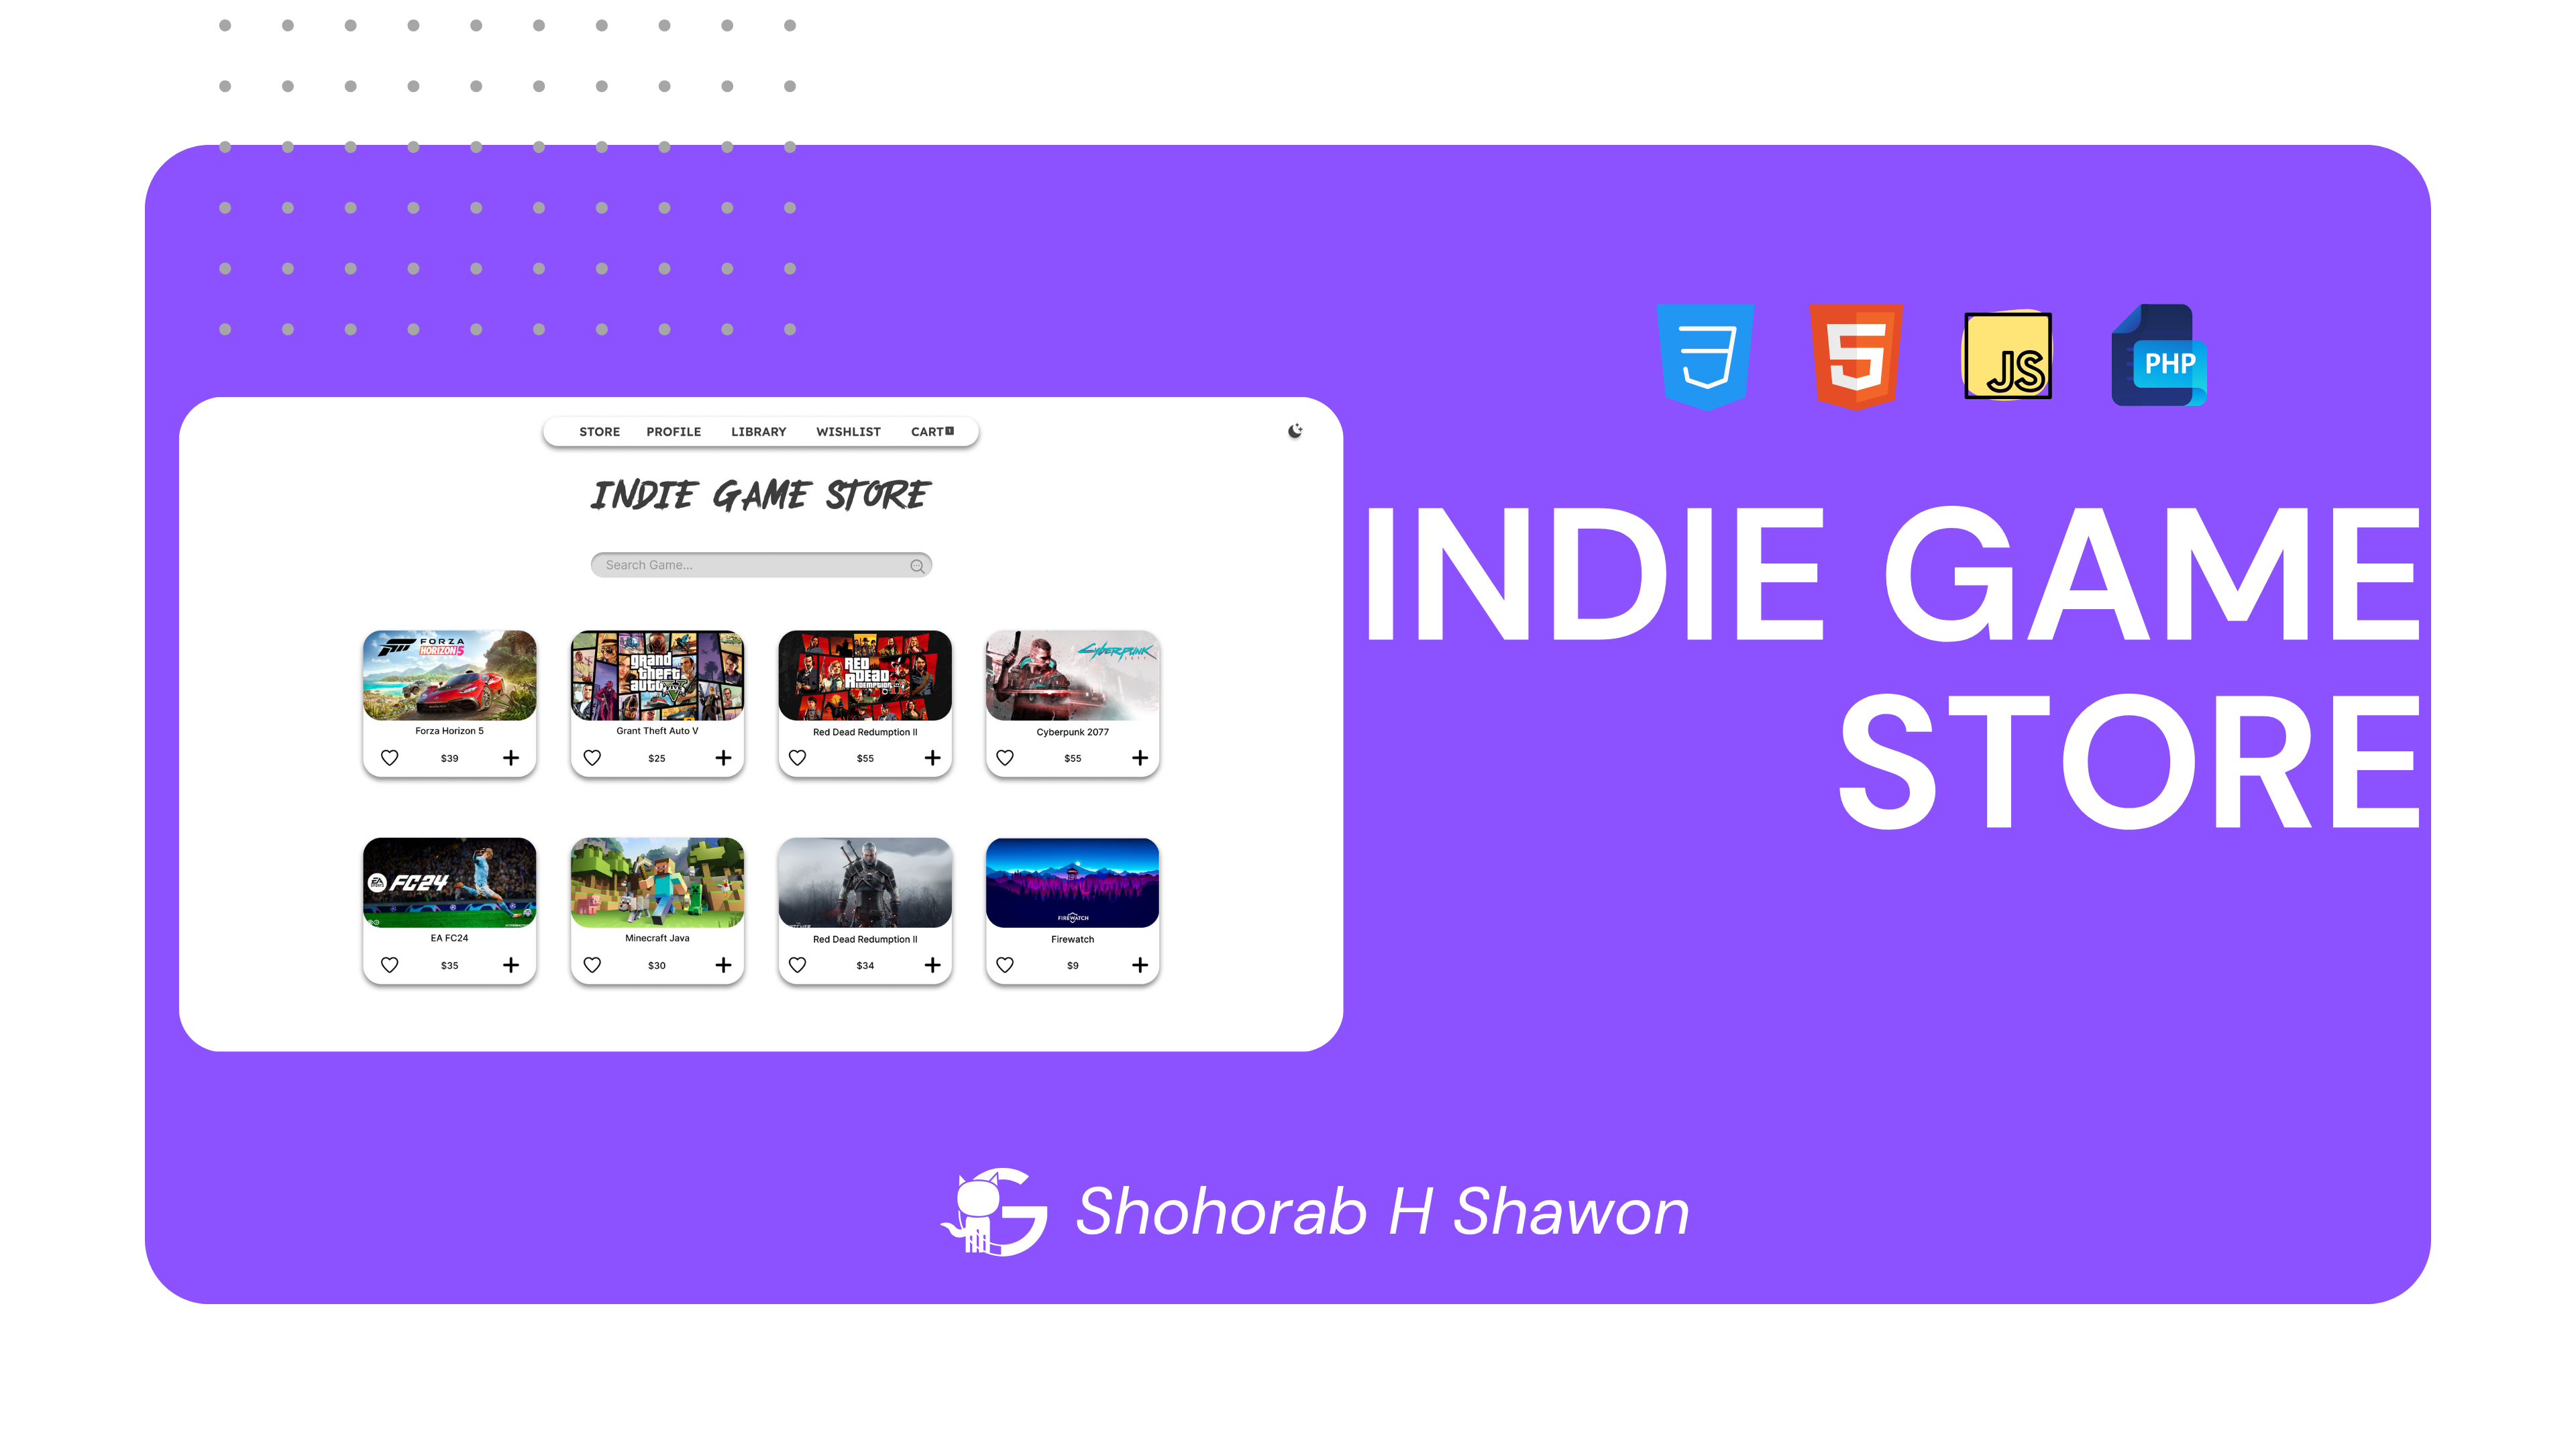 STORE PROFILE LIBRARY WISHLIST CART
INDIE GAME STORE
Search Game...
FORZA
HORIZON 5
grand
theft
auto
V
RED
DEAD
REDEMPTION
CYBERPUNK
Forza Horizon 5
Grant Theft Auto V
Red Dead Redumption II
Cyberpunk 2077
$39
$25
$55
$55
EA FC24
FIREWATCH
EA FC24
Minecraft Java
Red Dead Redumption II
Firewatch
$35
$30
$34
$9
3
5
JS
PHP
INDIE GAME
STORE
G Shohorab H Shawon